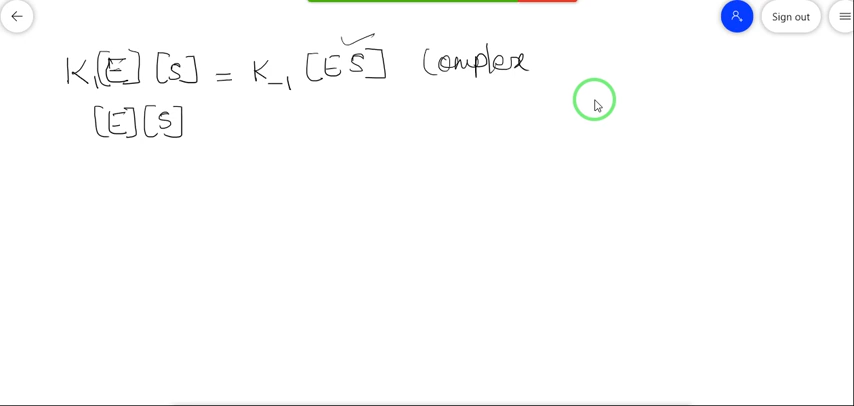 Sign out
K₁[E] [S] = K₋₁ [ES] Complex
[E][S]